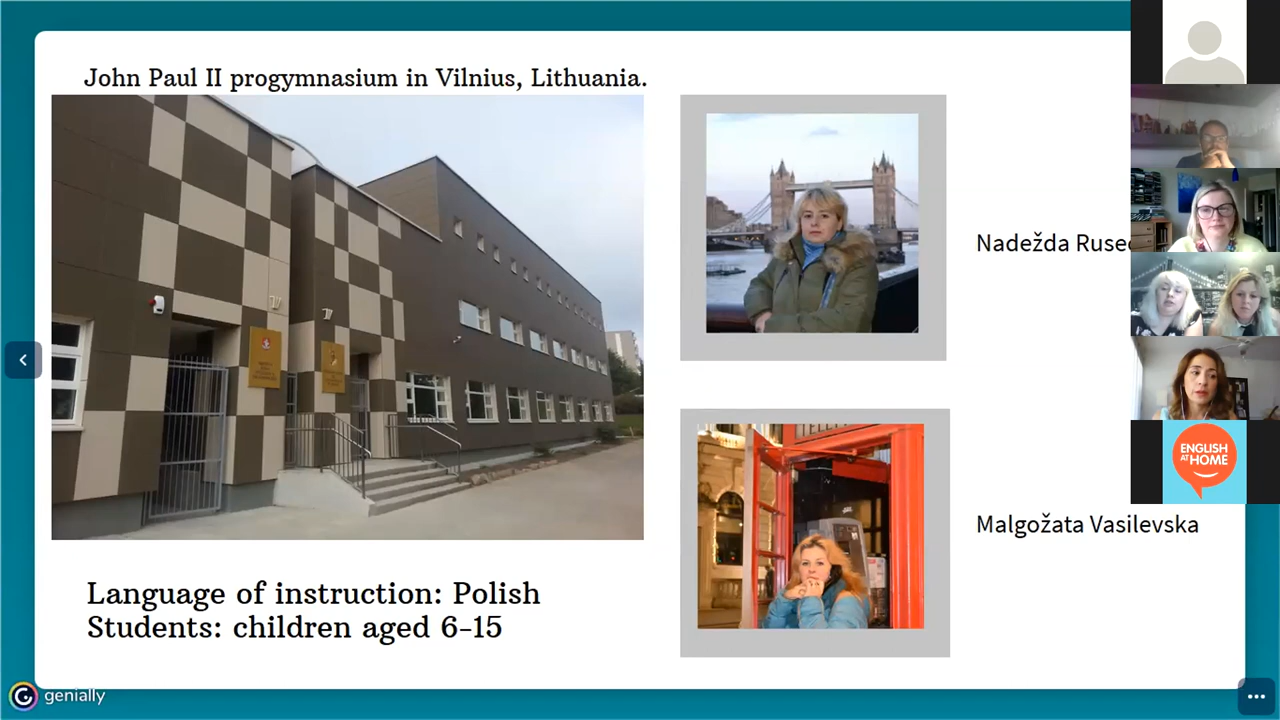 John Paul II progymnasium in Vilnius, Lithuania.
Nadežda
Malgožata Vasilevska
Language of instruction: Polish
Students: children aged 6-15
genially
ENGLISH
AT HOME